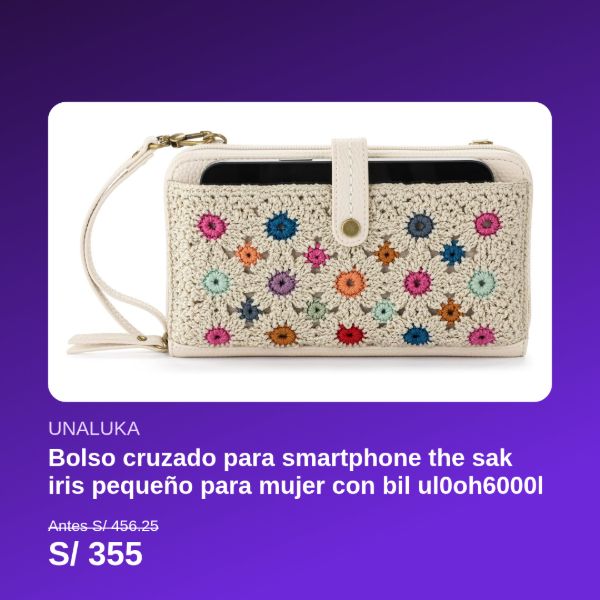 UNALUKA
Bolso cruzado para smartphone the sak
iris pequeño para mujer con bil ul0oh6000l
Antes S/ 456.25
S/ 355